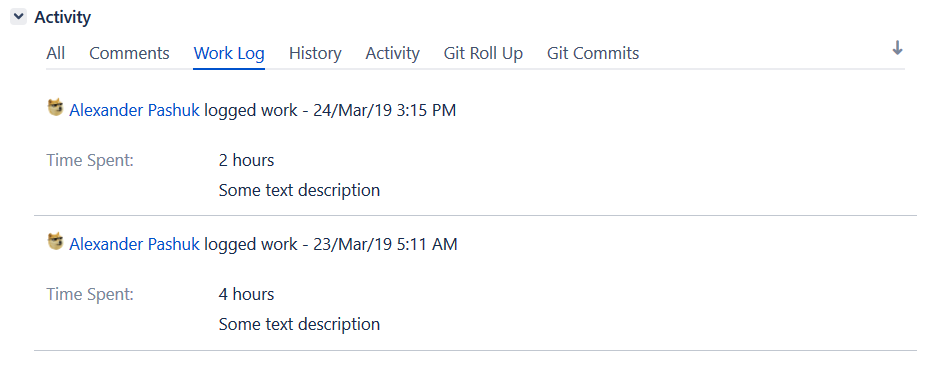 Activity
All Comments Work Log History Activity Git Roll Up Git Commits
Alexander Pashuk logged work - 24/Mar/19 3:15 PM
Time Spent: 2 hours
Some text description
Alexander Pashuk logged work - 23/Mar/19 5:11 AM
Time Spent: 4 hours
Some text description